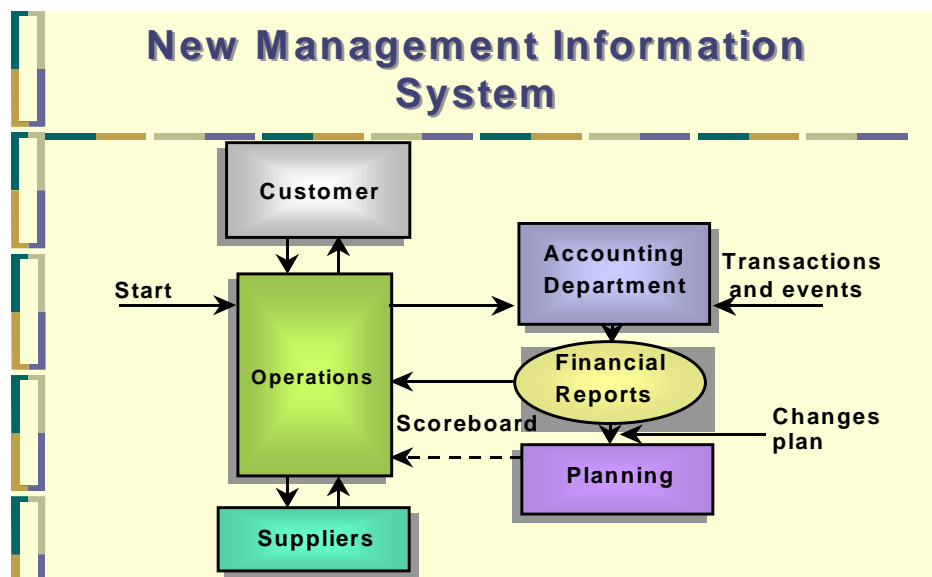 New Management Information
System
Customer
Accounting
Department
Transactions
and events
Start
Operations
Financial
Reports
Scoreboard
Changes
plan
Planning
Suppliers